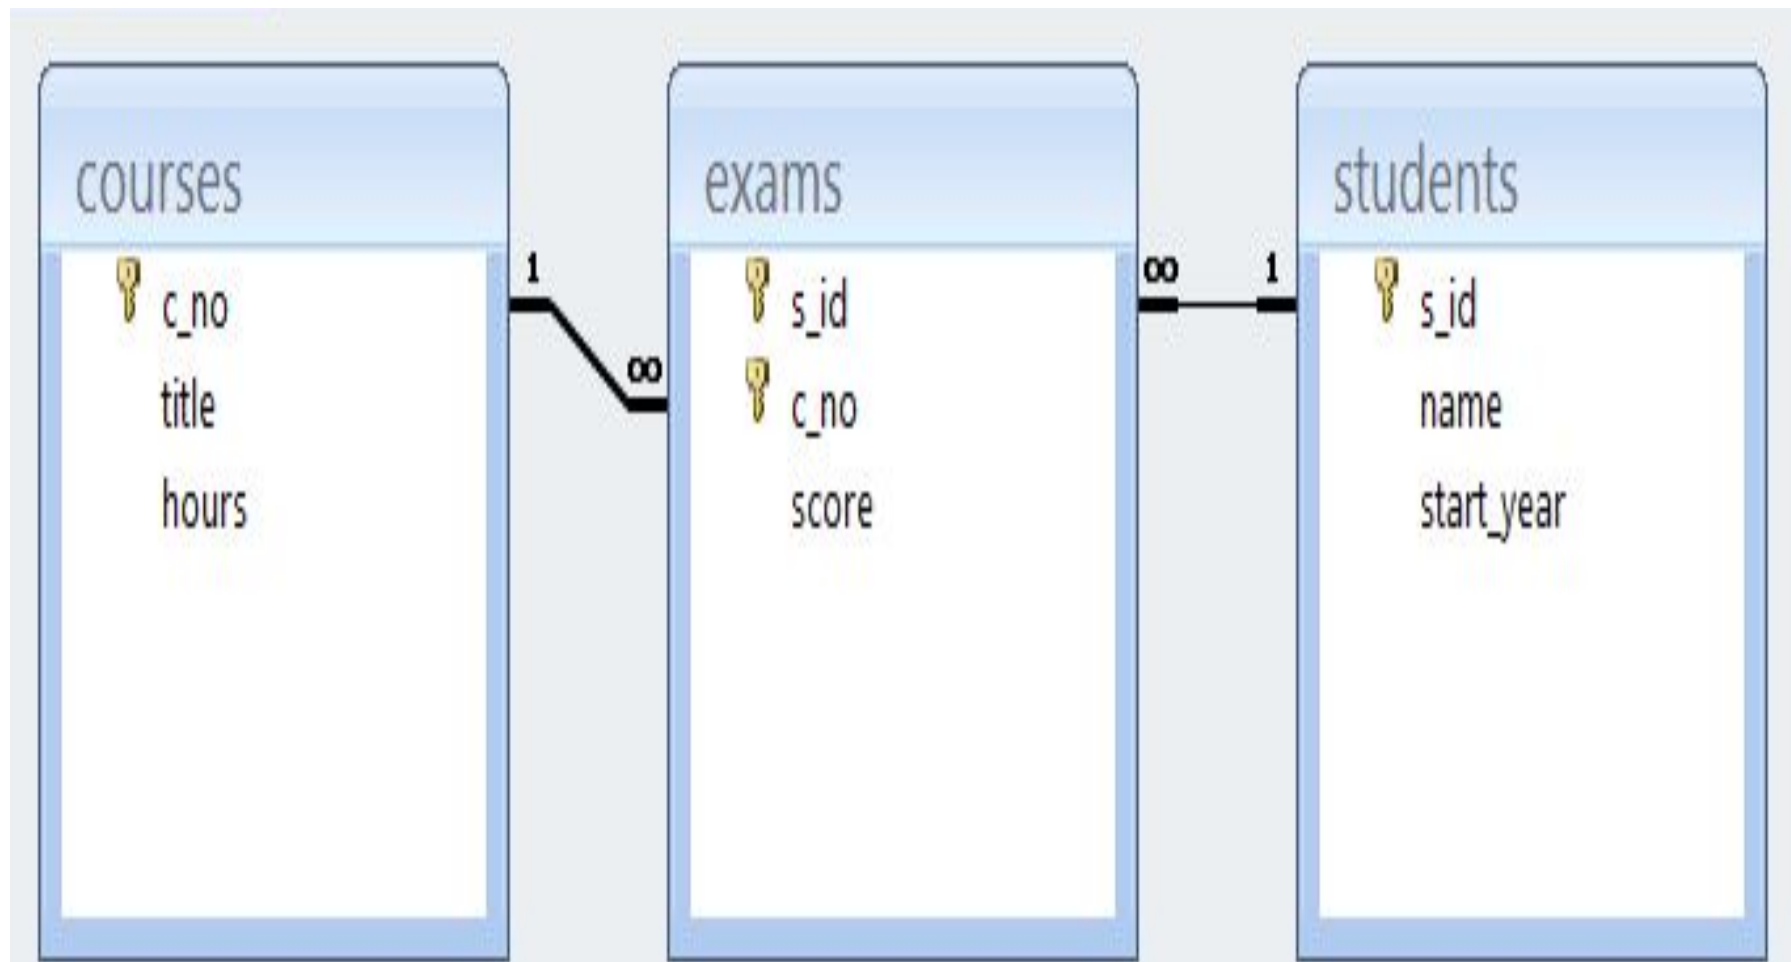 courses
c_no
title
hours
1
∞
exams
s_id
c_no
score
∞
1
students
s_id
name
start_year